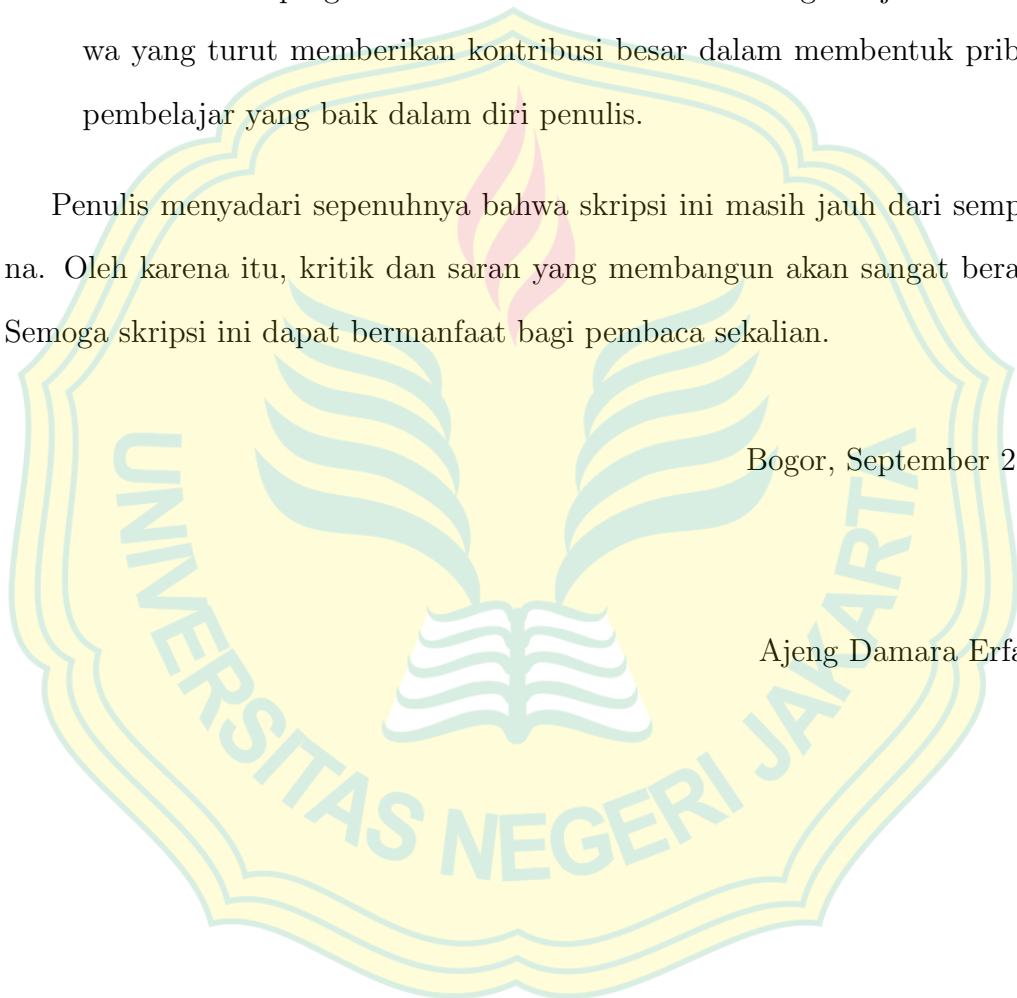 wa yang turut memberikan kontribusi besar dalam membentuk prib
pembelajar yang baik dalam diri penulis.
Penulis menyadari sepenuhnya bahwa skripsi ini masih jauh dari semp
na. Oleh karena itu, kritik dan saran yang membangun akan sangat bera
Semoga skripsi ini dapat bermanfaat bagi pembaca sekalian.
Bogor, September 2
Ajeng Damara Erfa
UNIVERSITAS NEGERI JAKARTA